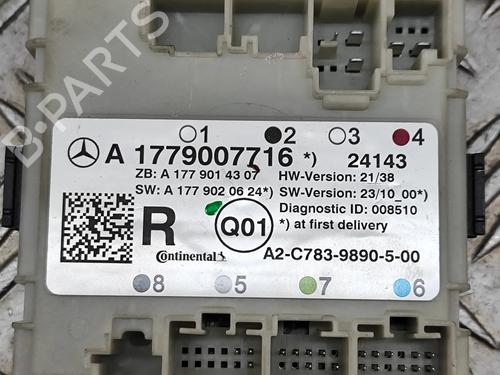 B-PARTS
1 2 3 4
A 1779007716 *) 24143
ZB: A 177 901 43 07 HW-Version: 21/38
SW: A 177 902 06 24*) SW-Version: 23/10_00*)
Diagnostic ID: 008510
R Q01 *) at first delivery
Continental A2-C783-9890-5-00
8 5 7 6